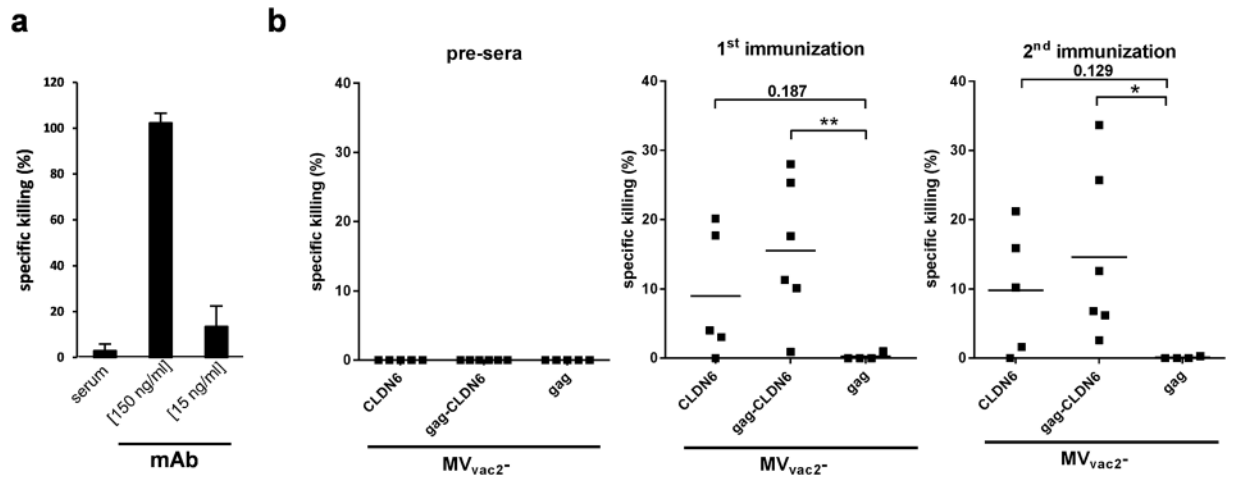 a
b
pre-sera
1st immunization
2nd immunization
specific killing (%)
120
100
80
60
40
20
0
serum
[150 ng/ml]
[15 ng/ml]
mAb
specific killing (%)
40
30
20
10
0
CLDN6
gag-CLDN6
gag
MVvac2-
specific killing (%)
40
30
20
10
0
0.187
**
CLDN6
gag-CLDN6
gag
MVvac2-
specific killing (%)
40
30
20
10
0
0.129
*
CLDN6
gag-CLDN6
gag
MVvac2-